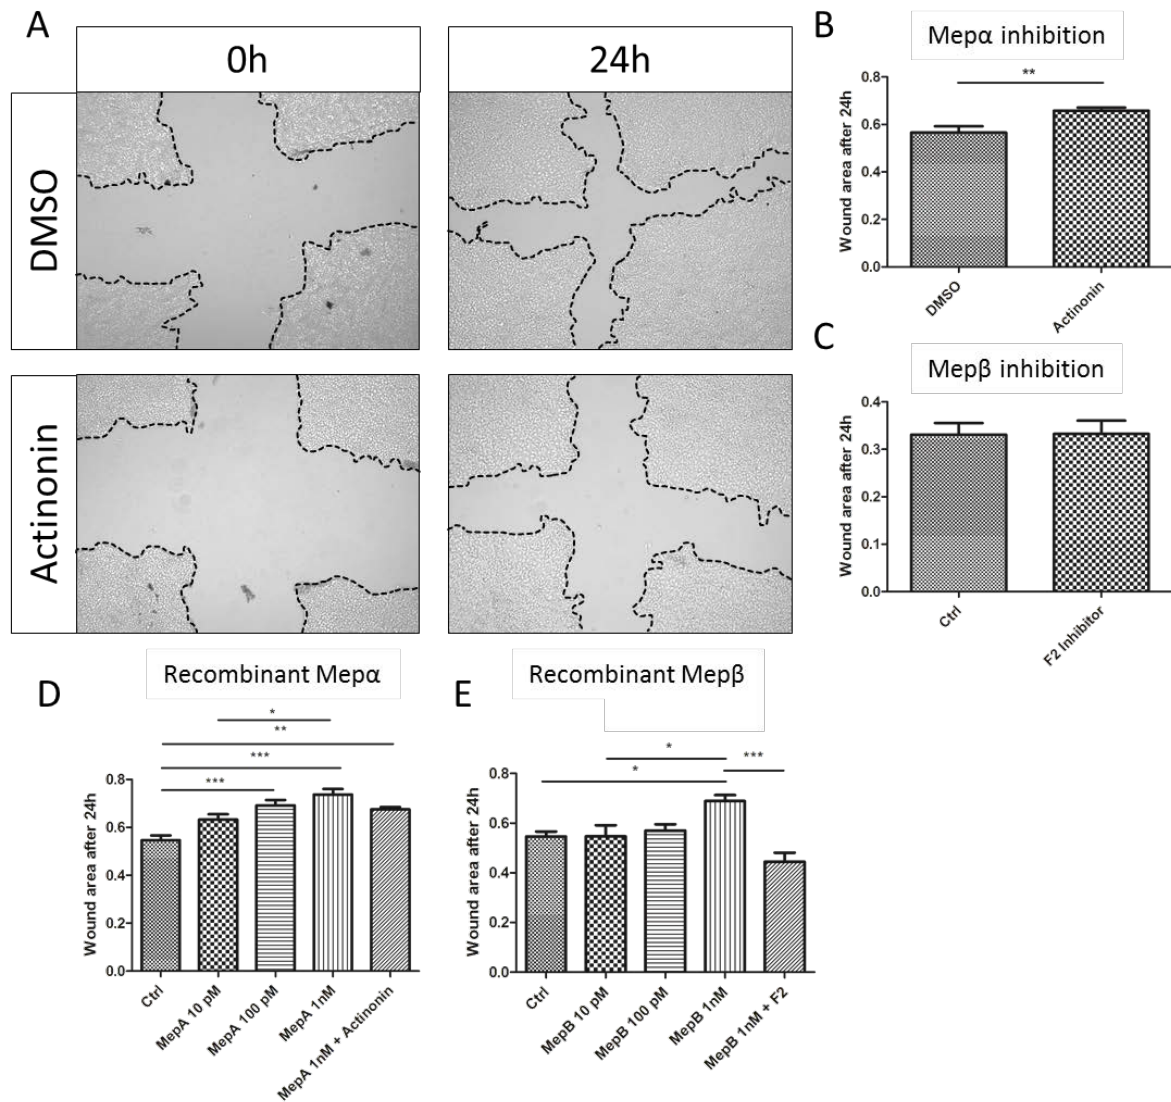 A
0h
24h
DMSO
Actinonin
B
Mepα inhibition
**
0.8
0.6
0.4
0.2
0.0
Wound area after 24h
DMSO
Actinonin
C
Mepβ inhibition
0.4
0.3
0.2
0.1
0.0
Wound area after 24h
Ctrl
F2 Inhibitor
D
Recombinant Mepα
*
**
***
***
0.8
0.6
0.4
0.2
0.0
Wound area after 24h
Ctrl
MepA 10 pM
MepA 100 pM
MepA 1nM
MepA 1nM + Actinonin
E
Recombinant Mepβ
*
***
*
0.8
0.6
0.4
0.2
0.0
Wound area after 24h
Ctrl
MepB 10 pM
MepB 100 pM
MepB 1nM
MepB 1nM + F2